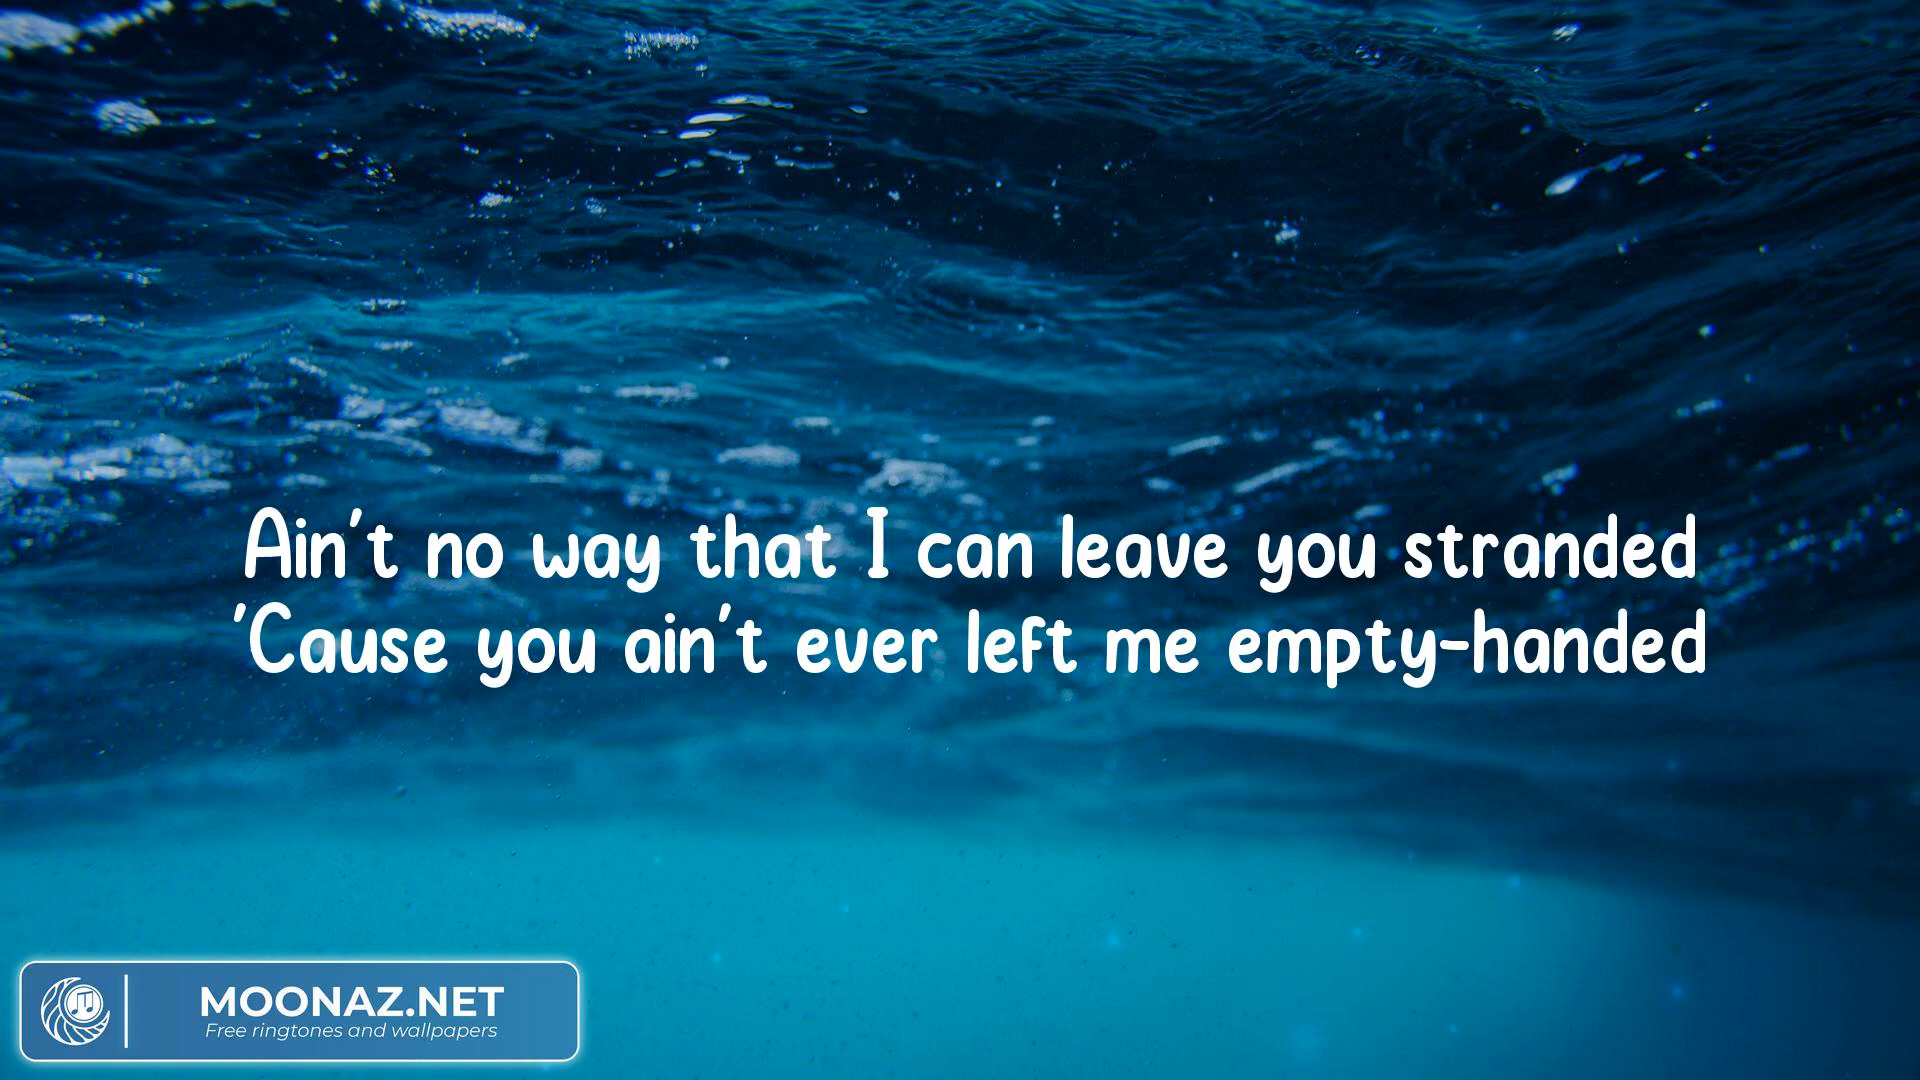 Ain't no way that I can leave you stranded
'Cause you ain't ever left me empty-handed
MOONAZ.NET
Free ringtones and wallpapers